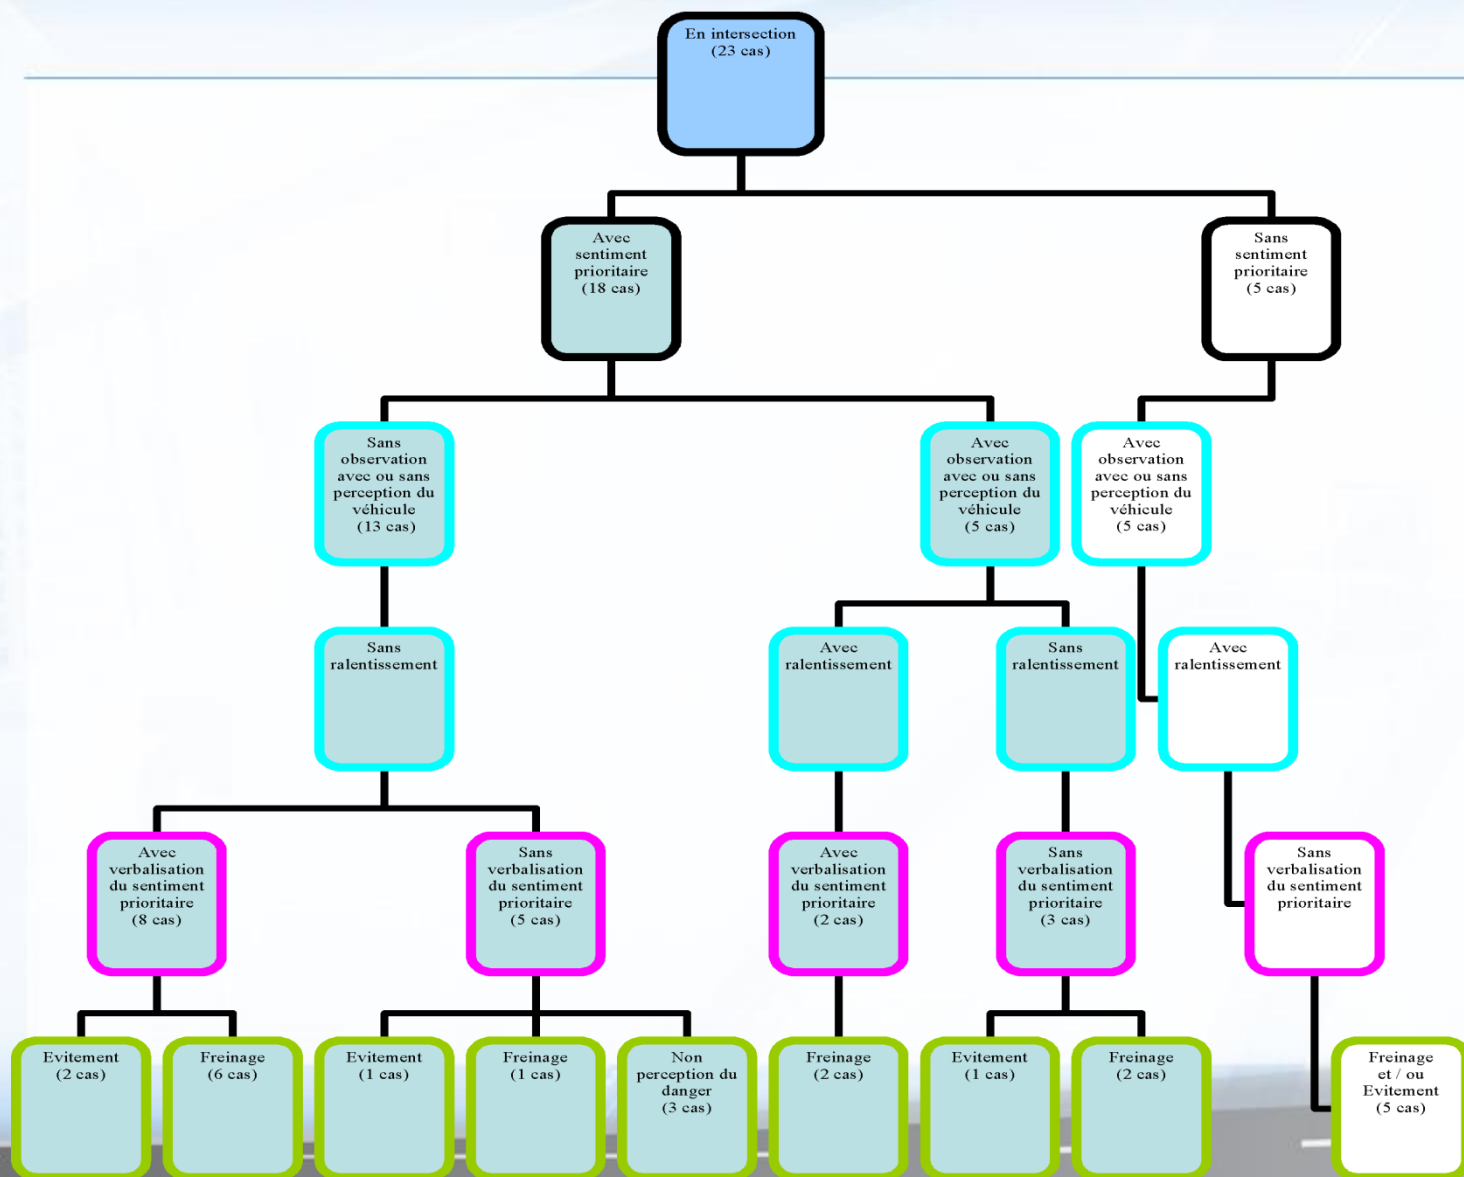 En intersection
(23 cas)
Avec
sentiment
prioritaire
(18 cas)
Sans
sentiment
prioritaire
(5 cas)
Sans
observation
avec ou sans
perception du
véhicule
(13 cas)
Avec
observation
avec ou sans
perception du
véhicule
(5 cas)
Avec
observation
avec ou sans
perception du
véhicule
(5 cas)
Sans
ralentissement
Avec
ralentissement
Sans
ralentissement
Avec
ralentissement
Avec
verbalisation
du sentiment
prioritaire
(8 cas)
Sans
verbalisation
du sentiment
prioritaire
(5 cas)
Avec
verbalisation
du sentiment
prioritaire
(2 cas)
Sans
verbalisation
du sentiment
prioritaire
(3 cas)
Sans
verbalisation
du sentiment
prioritaire
Evitement
(2 cas)
Freinage
(6 cas)
Evitement
(1 cas)
Freinage
(1 cas)
Non
perception du
danger
(3 cas)
Freinage
(2 cas)
Evitement
(1 cas)
Freinage
(2 cas)
Freinage
et / ou
Evitement
(5 cas)